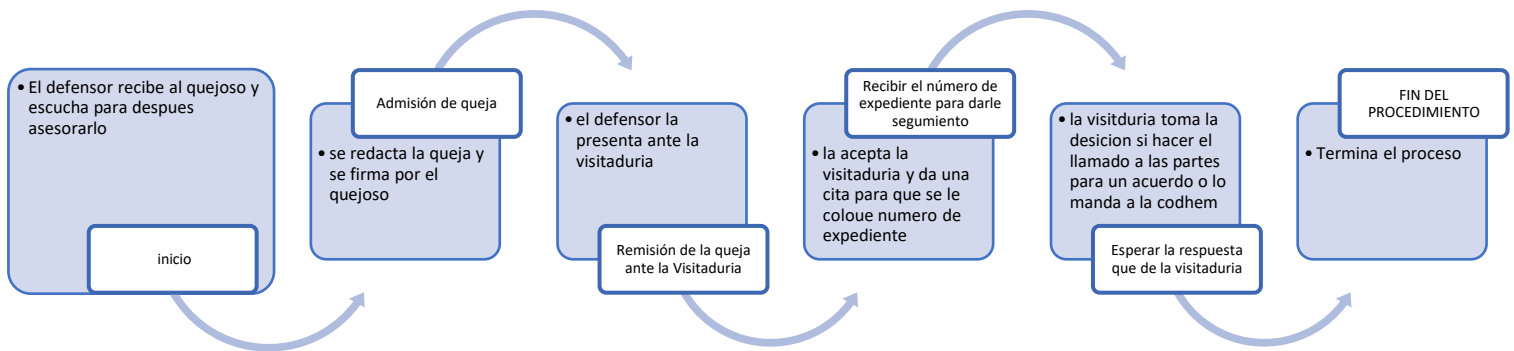 • El defensor recibe al quejoso y
escucha para despues
asesorarlo
inicio
Admisión de queja
• se redacta la queja y
se firma por el
quejoso
• el defensor la
presenta ante la
visitaduria
Remisión de la queja
ante la Visitaduria
Recibir el número de
expediente para darle
segumiento
• la acepta la
visitaduria y da una
cita para que se le
coloue numero de
expediente
• la visitduria toma la
desicion si hacer el
llamado a las partes
para un acuerdo o lo
manda a la codhem
Esperar la respuesta
que de la visitaduria
FIN DEL
PROCEDIMIENTO
• Termina el proceso